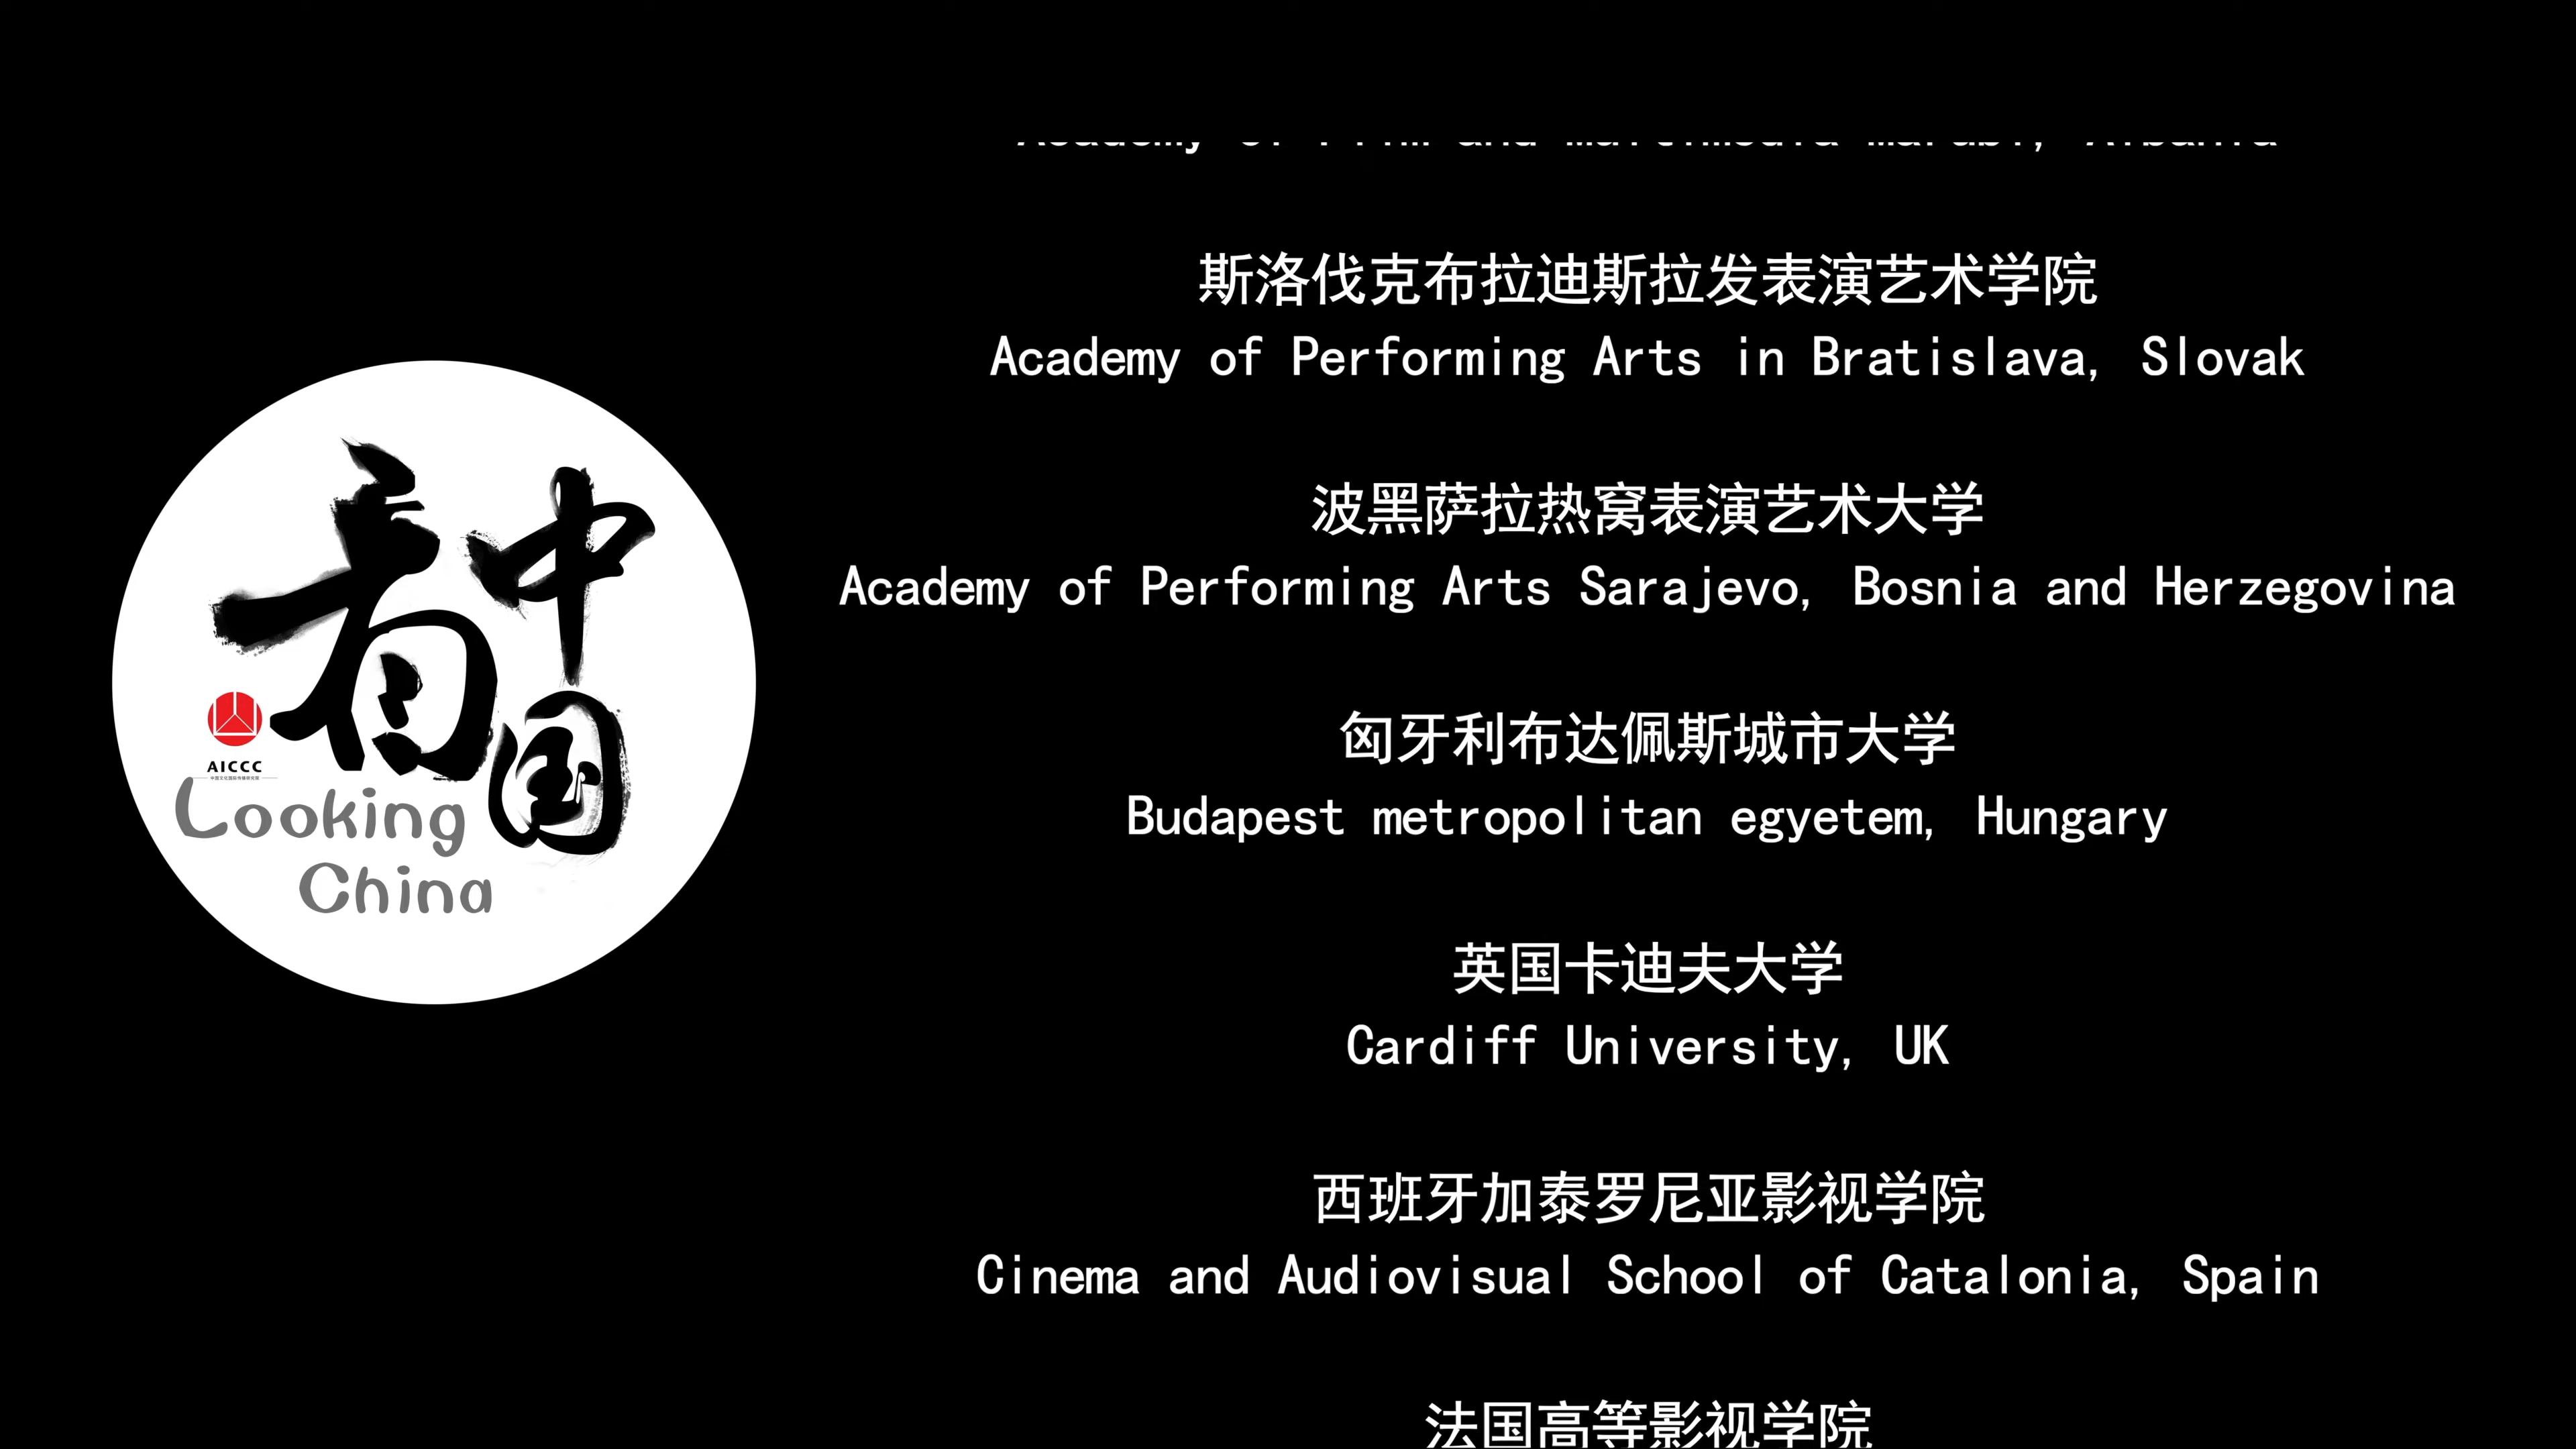 看中国
AICCC
Looking
China
斯洛伐克布拉迪斯拉发表演艺术学院
Academy of Performing Arts in Bratislava, Slovak
波黑萨拉热窝表演艺术大学
Academy of Performing Arts Sarajevo, Bosnia and Herzegovina
匈牙利布达佩斯城市大学
Budapest metropolitan egyetem, Hungary
英国卡迪夫大学
Cardiff University, UK
西班牙加泰罗尼亚影视学院
Cinema and Audiovisual School of Catalonia, Spain
法国高等影视学院